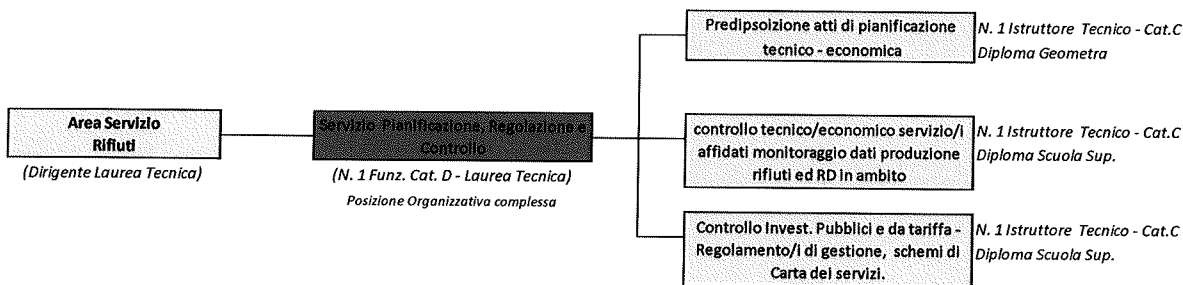 Area Servizio
Rifiuti
(Dirigente Laurea Tecnica)
Servizio Pianificazione, Regolazione e
Controllo
(N. 1 Funz. Cat. D - Laurea Tecnica)
Posizione Organizzativa complessa
Predipsoizione atti di pianificazione
tecnico - economica
N. 1 Istruttore Tecnico - Cat.C
Diploma Geometra
controllo tecnico/economico servizio/i
affidati monitoraggio dati produzione
rifiuti ed RD in ambito
N. 1 Istruttore Tecnico - Cat.C
Diploma Scuola Sup.
Controllo Invest. Pubblici e da tariffa -
Regolamento/i di gestione, schemi di
Carta dei servizi.
N. 1 Istruttore Tecnico - Cat.C
Diploma Scuola Sup.